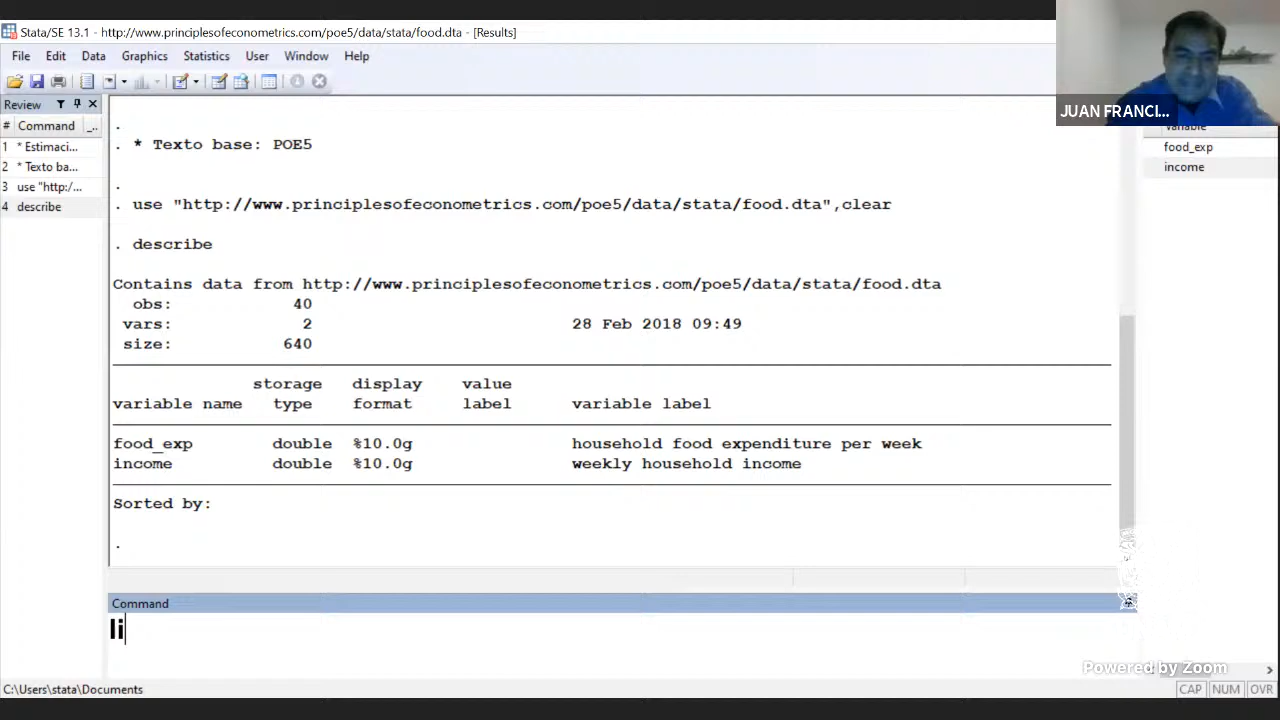 Stata/SE 13.1 - http://www.principlesofeconometrics.com/poe5/data/stata/food.dta - [Results]
File Edit Data Graphics Statistics User Window Help
JUAN FRANCI...
Review
# Command _..
1 * Estimaci...
2 * Texto ba...
3 use "http:/...
4 describe
.
. * Texto base: POE5
.
. use "http://www.principlesofeconometrics.com/poe5/data/stata/food.dta",clear
. describe
Contains data from http://www.principlesofeconometrics.com/poe5/data/stata/food.dta
obs: 40
vars: 2 28 Feb 2018 09:49
size: 640
storage display value
variable name type format label variable label
food_exp double %10.0g household food expenditure per week
income double %10.0g weekly household income
Sorted by:
.
Variable
food_exp
income
Command
li
Powered by Zoom
C:\Users\stata\Documents
CAP NUM OVR